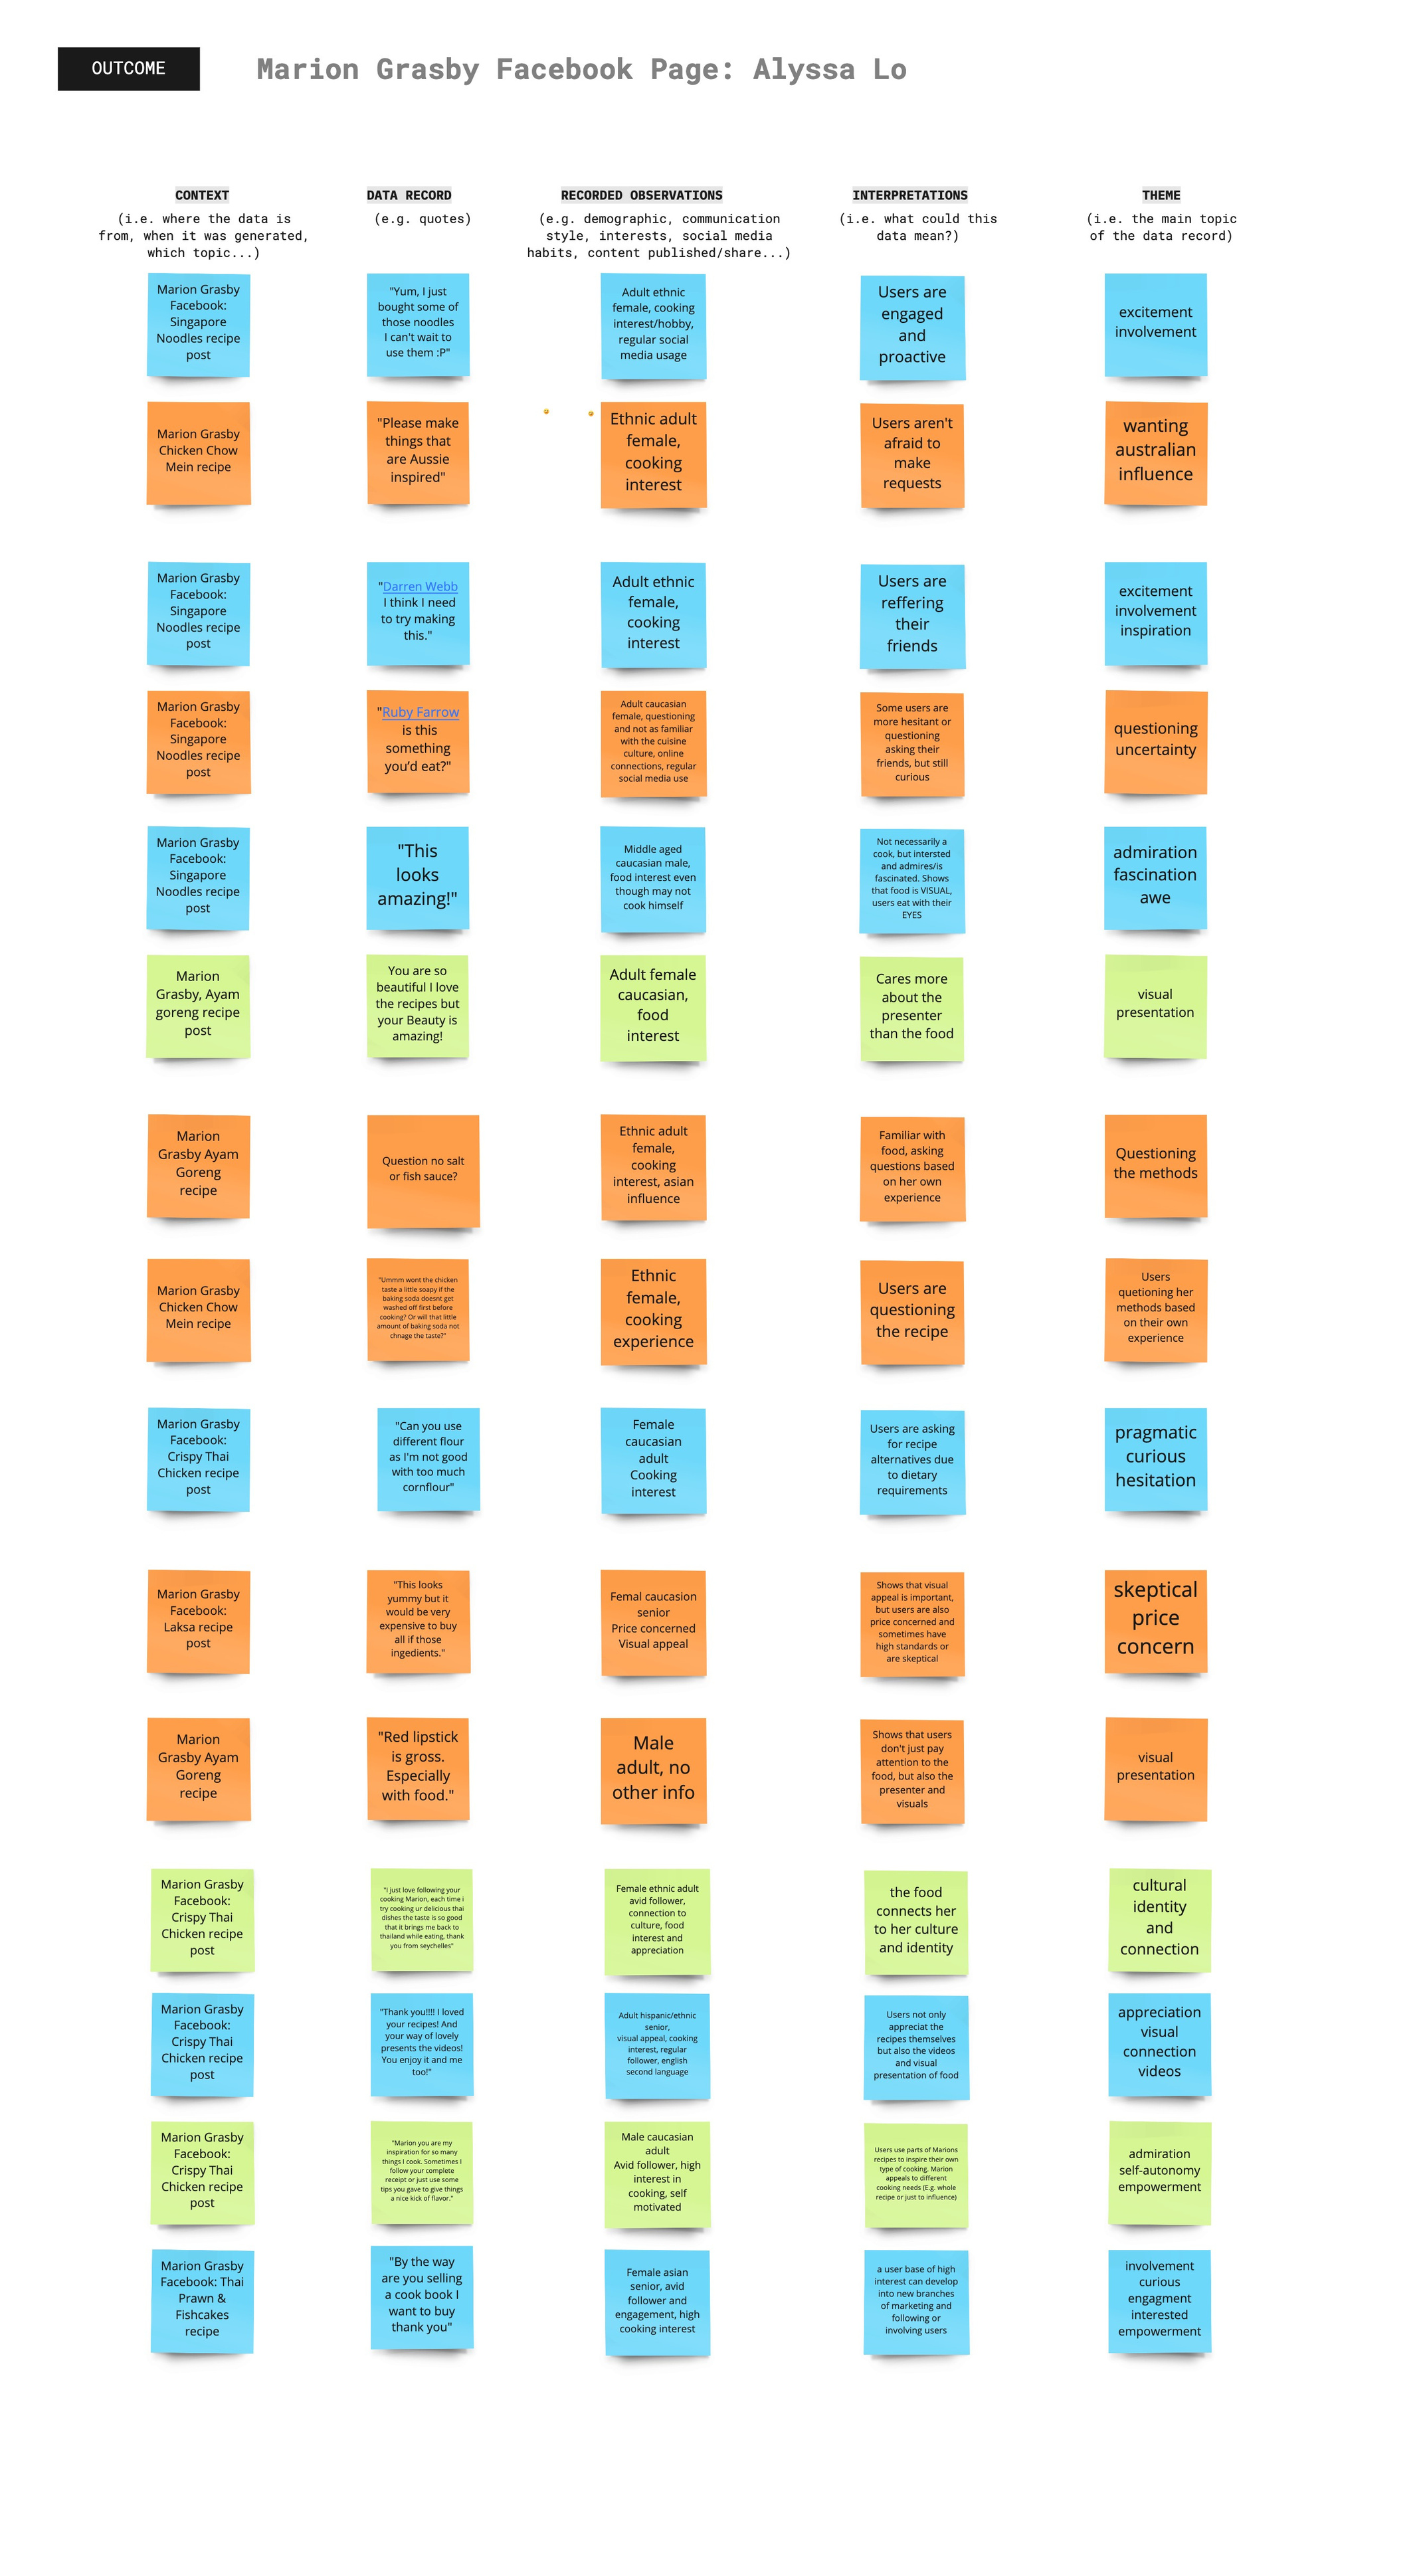 OUTCOME
Marion Grasby Facebook Page: Alyssa Lo
CONTEXT
(i.e. where the data is
from, when it was generated,
which topic...)
DATA RECORD
(e.g. quotes)
RECORDED OBSERVATIONS
(e.g. demographic, communication
style, interests, social media
habits, content published/share...)
INTERPRETATIONS
(i.e. what could this
data mean?)
THEME
(i.e. the main topic
of the data record)
Marion Grasby
Facebook:
Singapore
Noodles recipe
post
"Yum, I just
bought some of
those noodles
I can't wait to
use them :P"
Adult ethnic
female, cooking
interest/hobby,
regular social
media usage
Users are
engaged
and
proactive
excitement
involvement
Marion Grasby
Chicken Chow
Mein recipe
"Please make
things that
are Aussie
inspired"
Ethnic adult
female,
cooking
interest
Users aren't
afraid to
make
requests
wanting
australian
influence
Marion Grasby
Facebook:
Singapore
Noodles recipe
post
"Darren Webb
I think I need
to try making
this."
Adult ethnic
female,
cooking
interest
Users are
reffering
their
friends
excitement
involvement
inspiration
Marion Grasby
Facebook:
Singapore
Noodles recipe
post
"Ruby Farrow
is this
something
you'd eat?"
Adult caucasian
female, questioning
and not as familiar
with the cuisine
culture, online
connections, regular
social media use
Some users are
more hesitant or
questioning
asking their
friends, but still
curious
questioning
uncertainty
Marion Grasby
Facebook:
Singapore
Noodles recipe
post
"This
looks
amazing!"
Middle aged
caucasian male,
food interest even
though may not
cook himself
Not necessarily a
cook, but intersted
and admires/is
fascinated. Shows
that food is VISUAL,
users eat with their
EYES
admiration
fascination
awe
Marion
Grasby, Ayam
goreng recipe
post
You are so
beautiful I love
the recipes but
your Beauty is
amazing!
Adult female
caucasian,
food
interest
Cares more
about the
presenter
than the food
visual
presentation
Marion
Grasby Ayam
Goreng
recipe
Question no salt
or fish sauce?
Ethnic adult
female,
cooking
interest, asian
influence
Familiar with
food, asking
questions based
on her own
experience
Questioning
the methods
Marion Grasby
Chicken Chow
Mein recipe
"Ummm wont the chicken
taste a little soapy if the
baking soda doesnt get
washed off first before
cooking? Or will that little
amount of baking soda not
chnage the taste?"
Ethnic
female,
cooking
experience
Users are
questioning
the recipe
Users
quetioning her
methods based
on their own
experience
Marion Grasby
Facebook:
Crispy Thai
Chicken recipe
post
"Can you use
different flour
as I'm not good
with too much
cornflour"
Female
caucasian
adult
Cooking
interest
Users are asking
for recipe
alternatives due
to dietary
requirements
pragmatic
curious
hesitation
Marion Grasby
Facebook:
Laksa recipe
post
"This looks
yummy but it
would be very
expensive to buy
all if those
ingedients."
Femal caucasion
senior
Price concerned
Visual appeal
Shows that visual
appeal is important,
but users are also
price concerned and
sometimes have
high standards or
are skeptical
skeptical
price
concern
Marion
Grasby Ayam
Goreng
recipe
"Red lipstick
is gross.
Especially
with food."
Male
adult, no
other info
Shows that users
don't just pay
attention to the
food, but also the
presenter and
visuals
visual
presentation
Marion Grasby
Facebook:
Crispy Thai
Chicken recipe
post
"I just love following your
cooking Marion, each time i
try cooking ur delicious thai
dishes the taste is so good
that it brings me back to
thailand while eating, thank
you from seychelles"
Female ethnic adult
avid follower,
connection to
culture, food
interest and
appreciation
the food
connects her
to her culture
and identity
cultural
identity
and
connection
Marion Grasby
Facebook:
Crispy Thai
Chicken recipe
post
"Thank you!!!! I loved
your recipes! And
your way of lovely
presents the videos!
You enjoy it and me
too!"
Adult hispanic/ethnic
senior,
visual appeal, cooking
interest, regular
follower, english
second language
Users not only
appreciat the
recipes themselves
but also the videos
and visual
presentation of food
appreciation
visual
connection
videos
Marion Grasby
Facebook:
Crispy Thai
Chicken recipe
post
"Marion you are my
inspiration for so many
things I cook. Sometimes I
follow your complete
receipt or just use some
tips you gave to give things
a nice kick of flavor."
Male caucasian
adult
Avid follower, high
interest in
cooking, self
motivated
Users use parts of Marions
recipes to inspire their own
type of cooking. Marion
appeals to different
cooking needs (E.g. whole
recipe or just to influence)
admiration
self-autonomy
empowerment
Marion Grasby
Facebook: Thai
Prawn &
Fishcakes
recipe
"By the way
are you selling
a cook book I
want to buy
thank you"
Female asian
senior, avid
follower and
engagement, high
cooking interest
a user base of high
interest can develop
into new branches
of marketing and
following or
involving users
involvement
curious
engagment
interested
empowerment